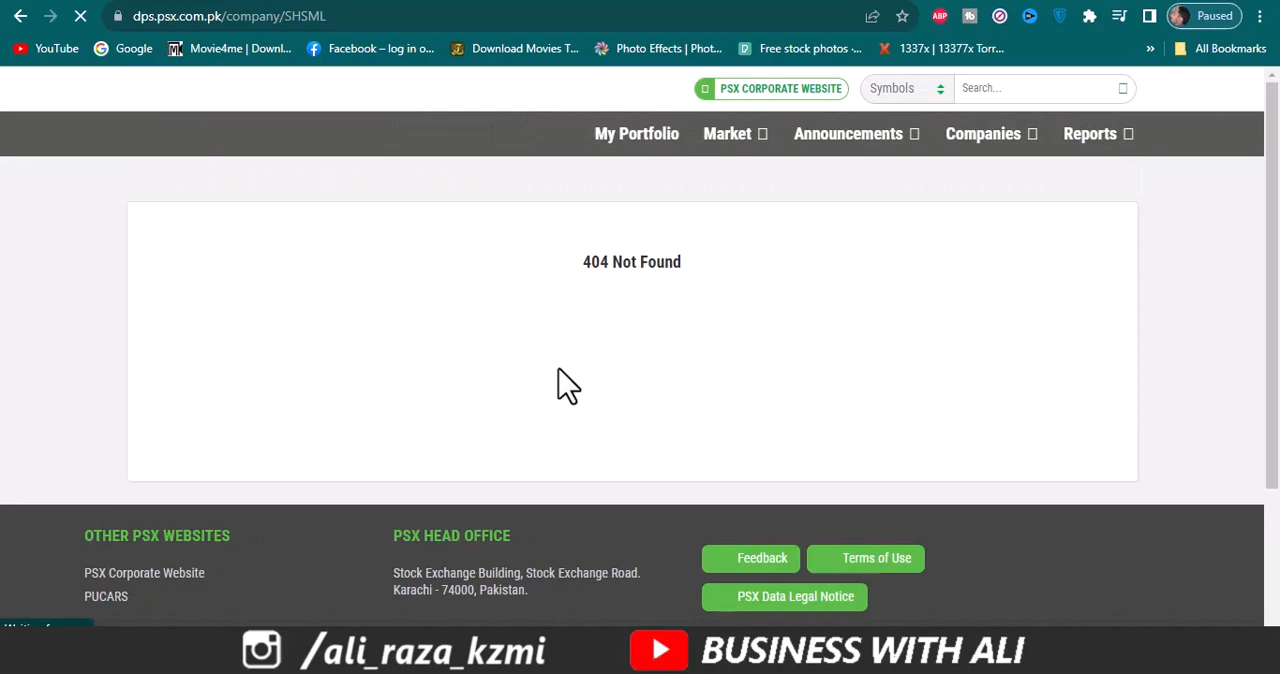 dps.psx.com.pk/company/SHSML
ABP
tb
Paused
YouTube
Google
Movie4me | Downl...
Facebook – log in o...
Download Movies T...
Photo Effects | Phot...
Free stock photos ·...
1337x | 13377x Torr...
»
All Bookmarks
PSX CORPORATE WEBSITE
Symbols
Search...
My Portfolio
Market
Announcements
Companies
Reports
404 Not Found
OTHER PSX WEBSITES
PSX Corporate Website
PUCARS
PSX HEAD OFFICE
Stock Exchange Building, Stock Exchange Road.
Karachi - 74000, Pakistan.
Feedback
Terms of Use
PSX Data Legal Notice
/ali_raza_kzmi
BUSINESS WITH ALI